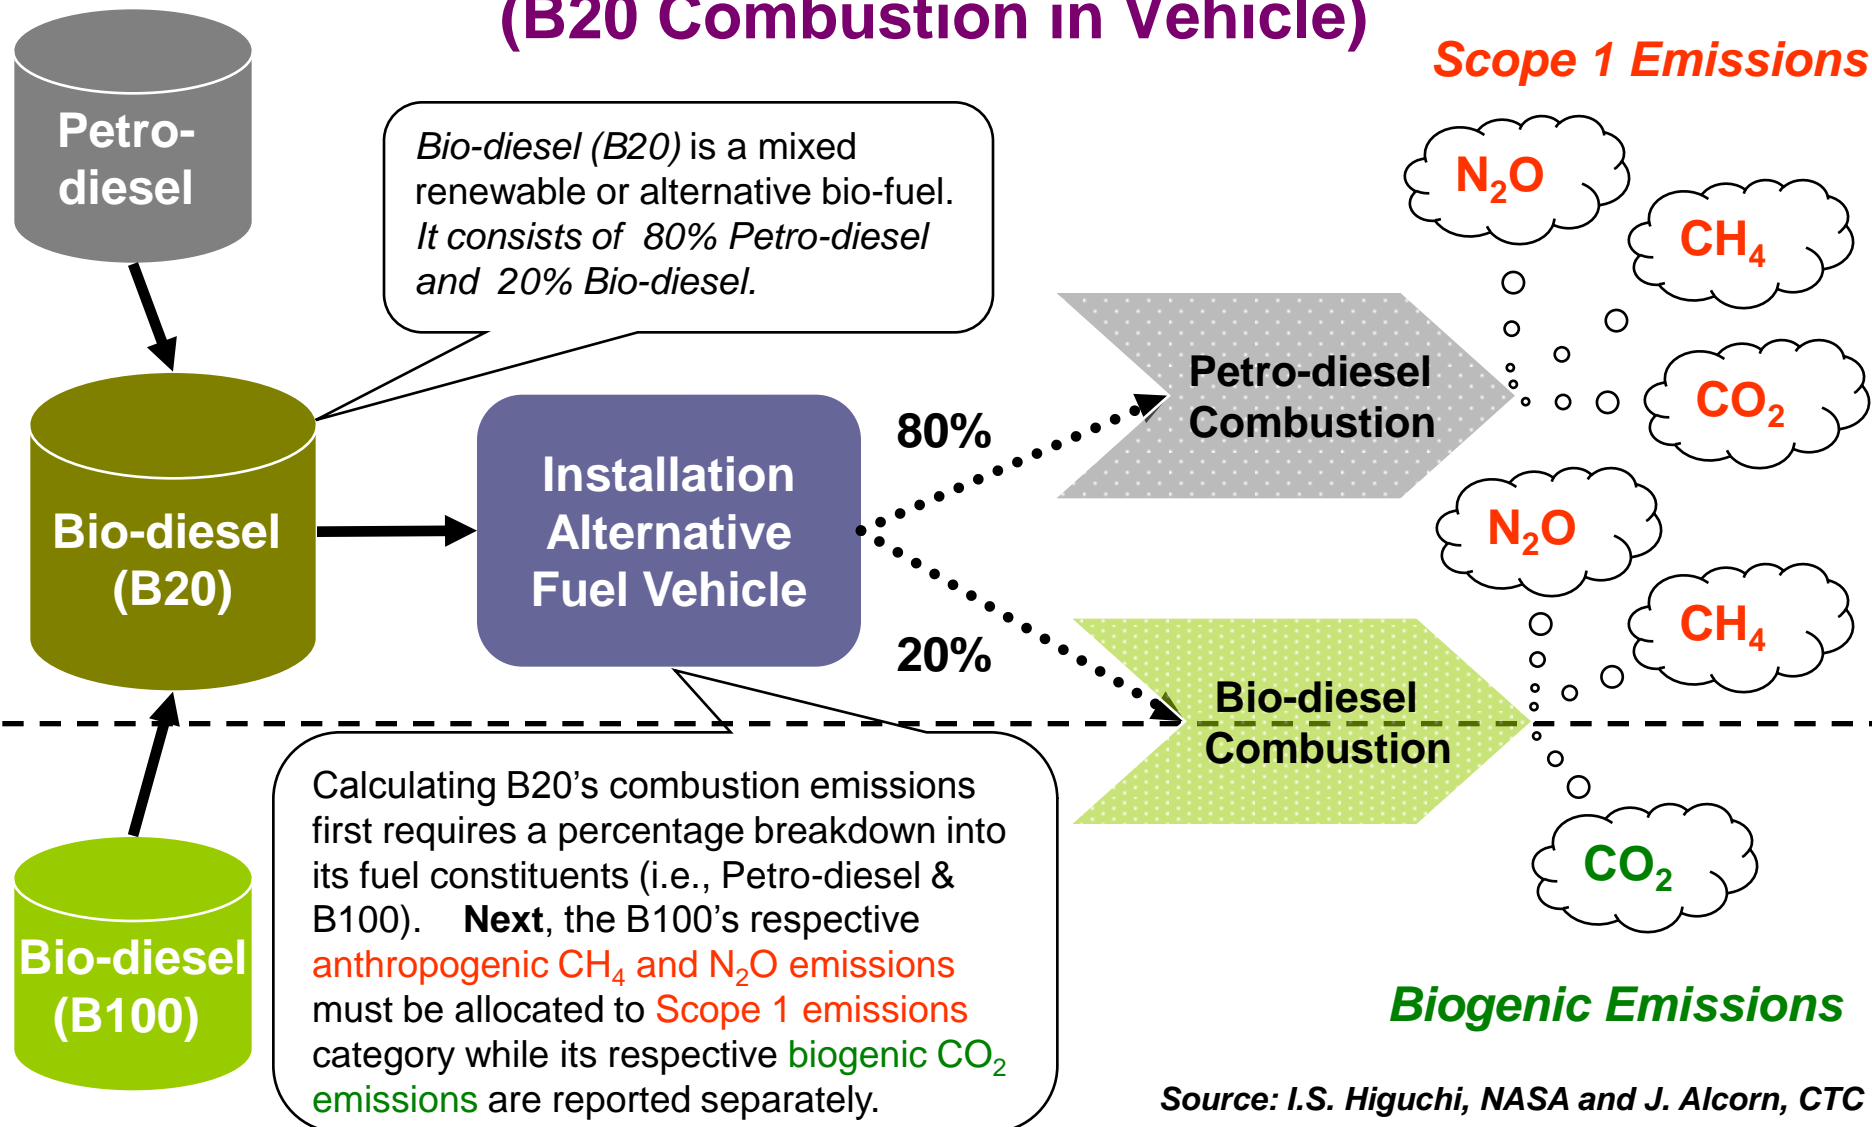 (B20 Combustion in Vehicle)
Scope 1 Emissions
Petro-
diesel
Bio-diesel (B20) is a mixed
renewable or alternative bio-fuel.
It consists of 80% Petro-diesel
and 20% Bio-diesel.
N₂O
CH₄
CO₂
Petro-diesel
Combustion
80%
Installation
Alternative
Fuel Vehicle
Bio-diesel
(B20)
N₂O
CH₄
20%
Bio-diesel
Combustion
Calculating B20’s combustion emissions
first requires a percentage breakdown into
its fuel constituents (i.e., Petro-diesel &
B100). Next, the B100’s respective
anthropogenic CH₄ and N₂O emissions
must be allocated to Scope 1 emissions
category while its respective biogenic CO₂
emissions are reported separately.
CO₂
Bio-diesel
(B100)
Biogenic Emissions
Source: I.S. Higuchi, NASA and J. Alcorn, CTC